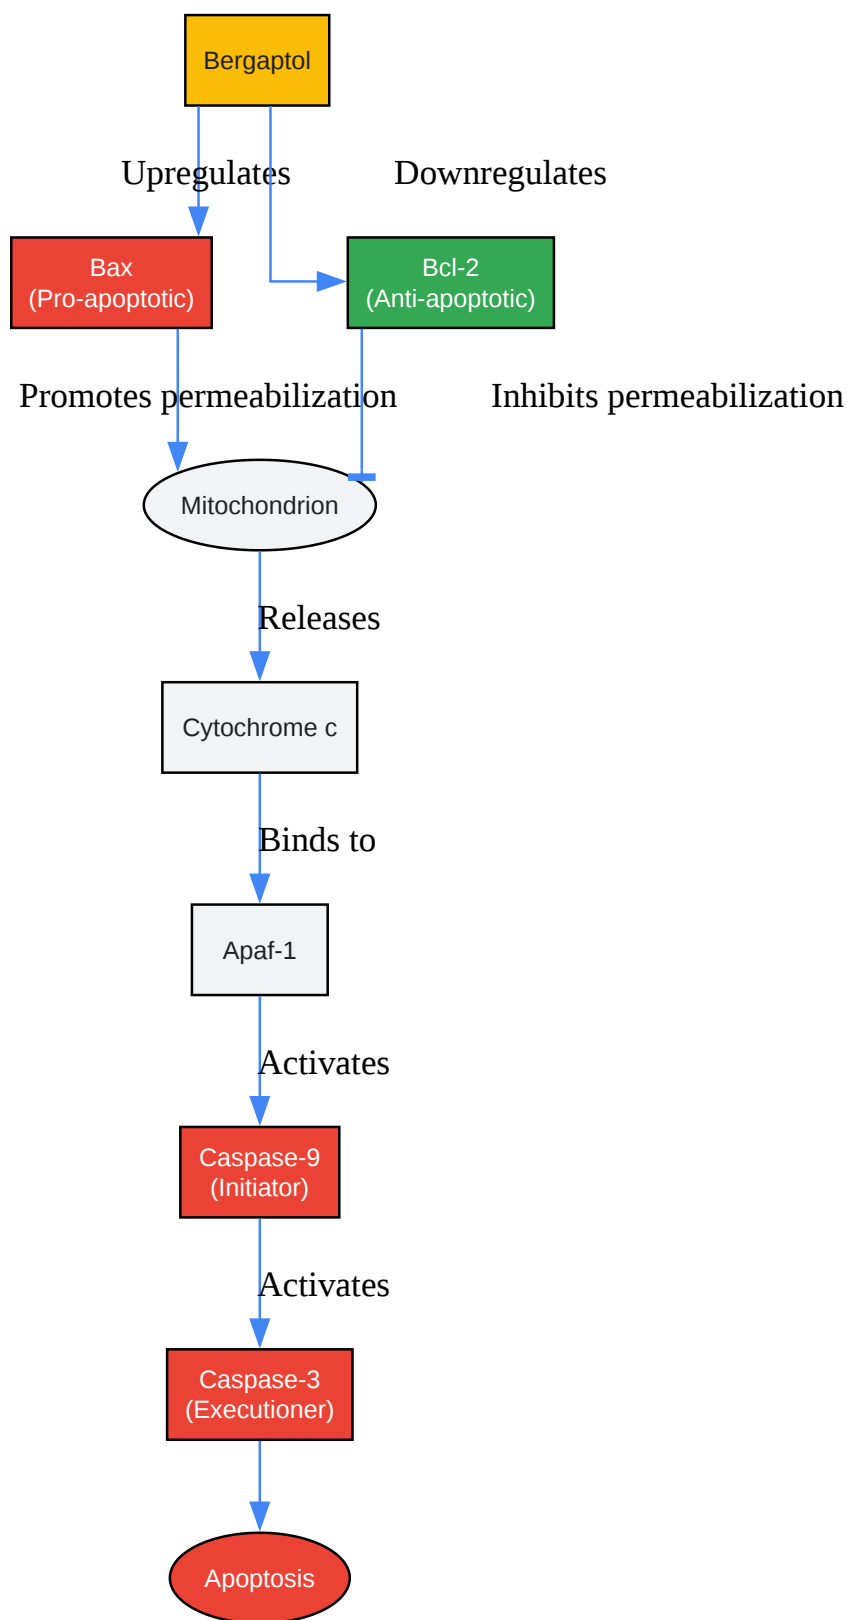 Bergaptol
Upregulates
Downregulates
Bax
(Pro-apoptotic)
Bcl-2
(Anti-apoptotic)
Promotes permeabilization
Inhibits permeabilization
Mitochondrion
Releases
Cytochrome c
Binds to
Apaf-1
Activates
Caspase-9
(Initiator)
Activates
Caspase-3
(Executioner)
Apoptosis